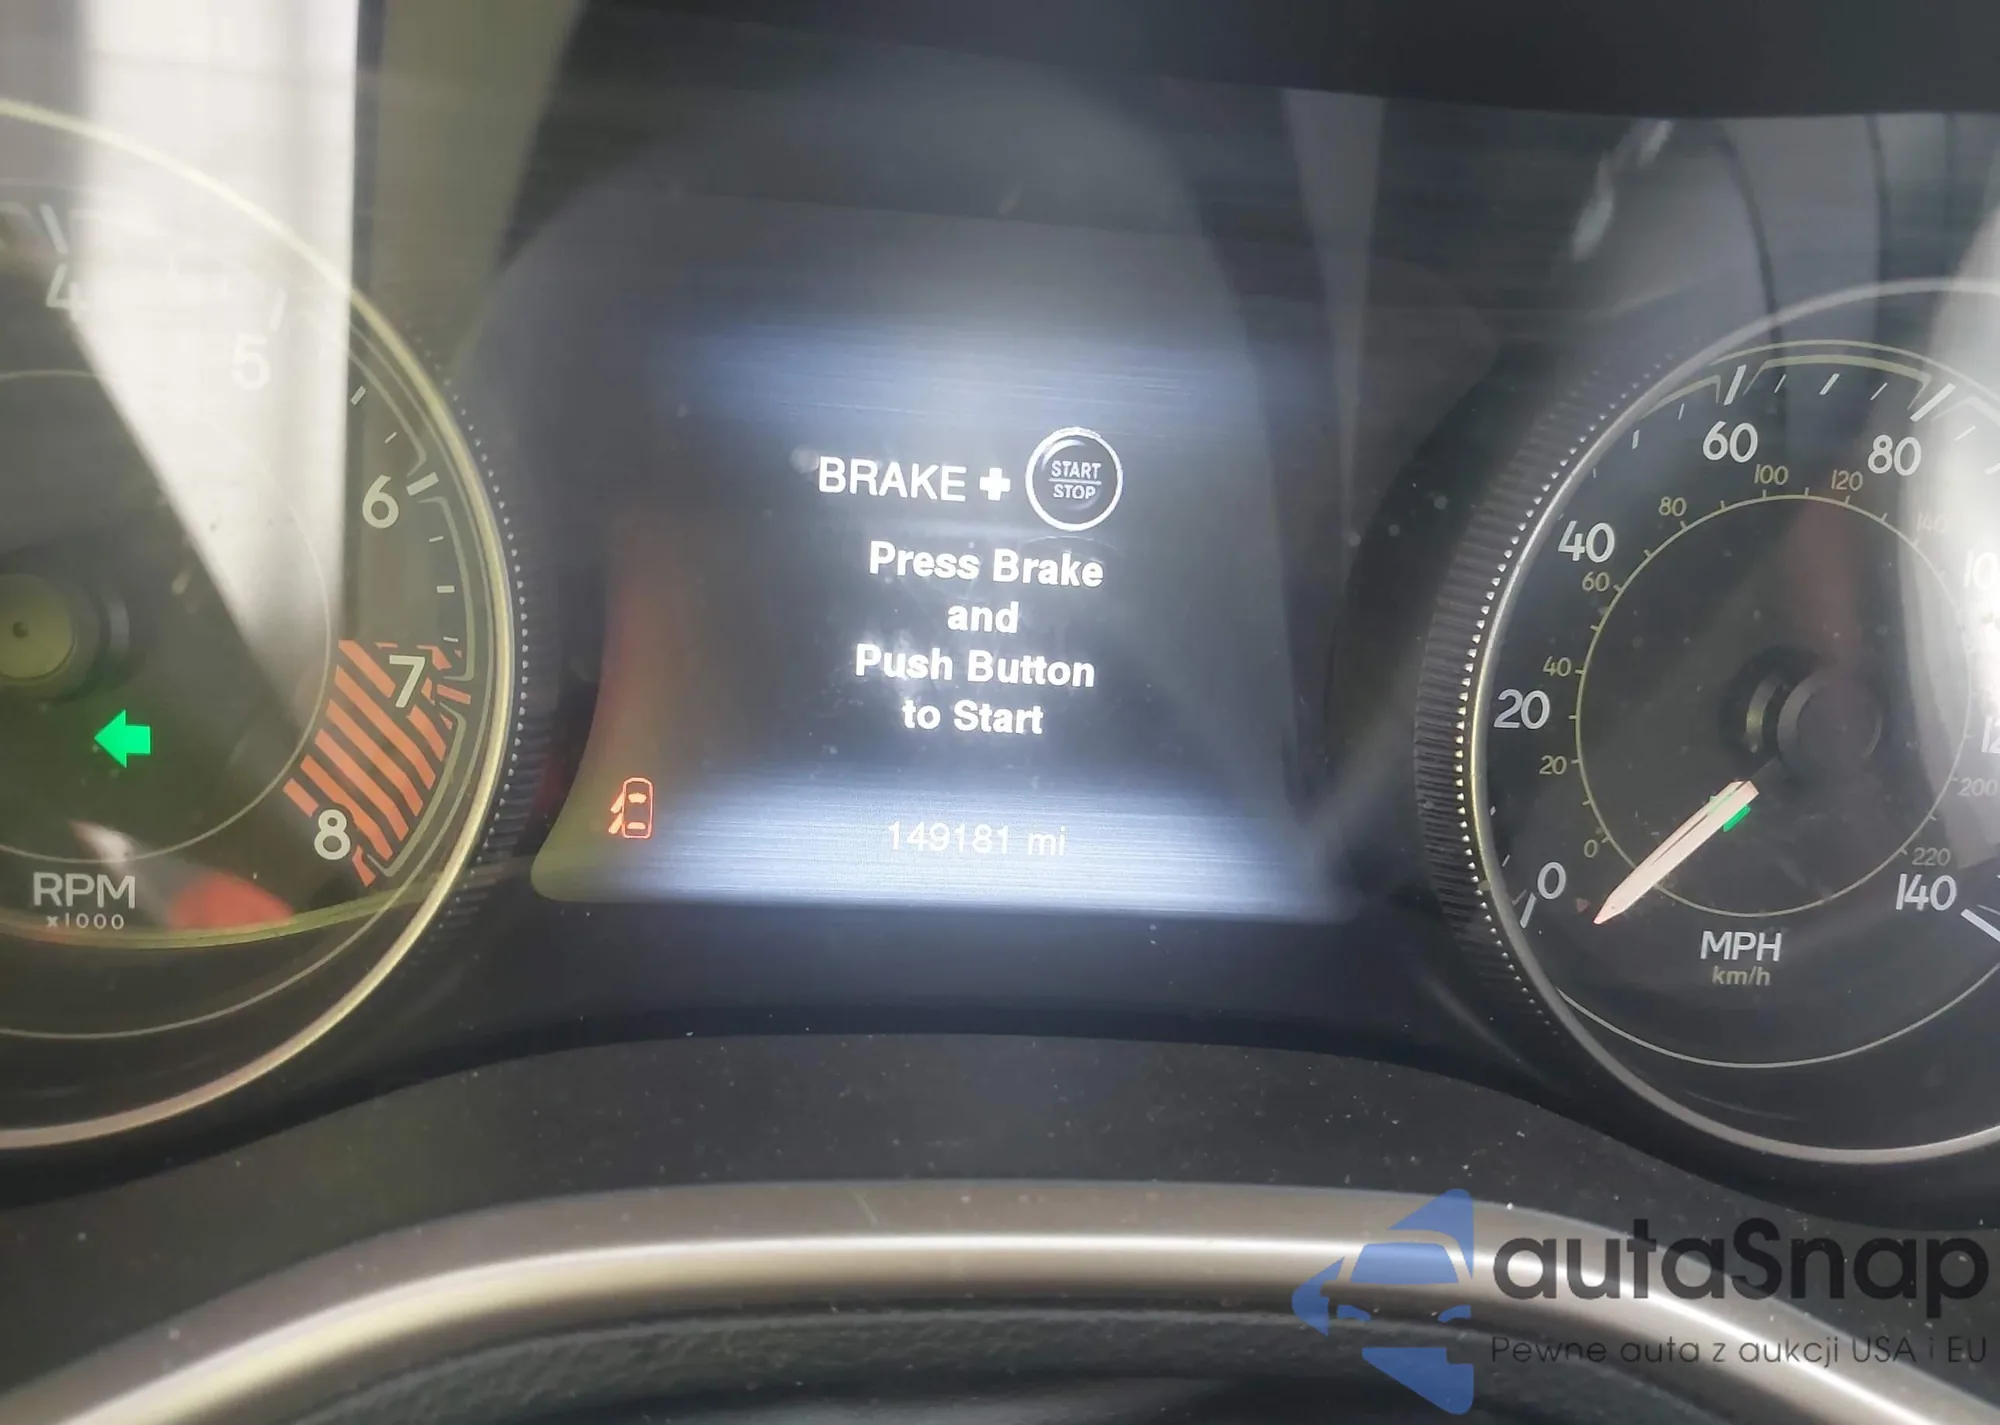 4
5
6
7
8
RPM
x1000
BRAKE + START
STOP
Press Brake
and
Push Button
to Start
149181 mi
0
20
40
60
80
140
0
20
40
60
80
100
120
140
200
220
MPH
km/h
autaSnap
Pewne auta z aukcji USA i EU